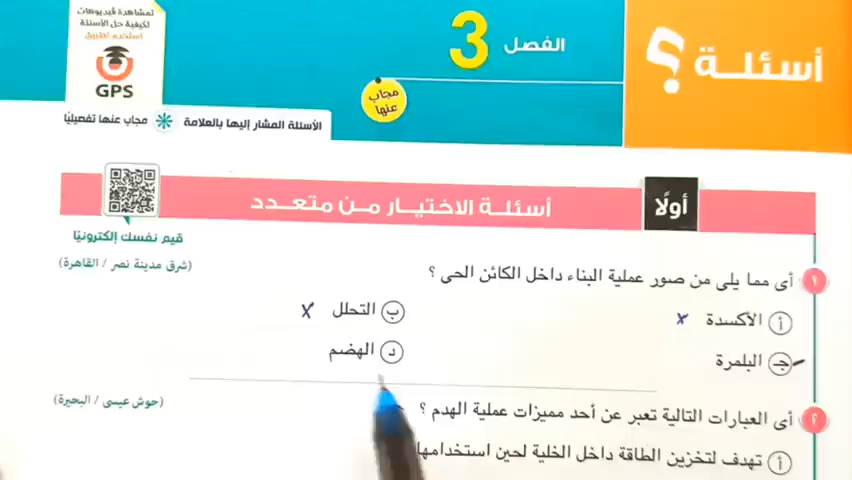 أسئلة ؟
الفصل 3
مجاب عنها
لمشاهدة فيديوهات
لكيفية حل الأسئلة
استخدم تطبيق
GPS
الأسئلة المشار إليها بالعلامة ✳ مجاب عنها تفصيليًا
أولًا
أسئلة الاختيار من متعدد
قيم نفسك إلكترونيًا
١ أى مما يلى من صور عملية البناء داخل الكائن الحى ؟ (شرق مدينة نصر / القاهرة)
أ الأكسدة x
ب التحلل x
جـ البلمرة
د الهضم
٢ أى العبارات التالية تعبر عن أحد مميزات عملية الهدم ؟ (حوش عيسى / البحيرة)
أ تهدف لتخزين الطاقة داخل الخلية لحين استخدامها